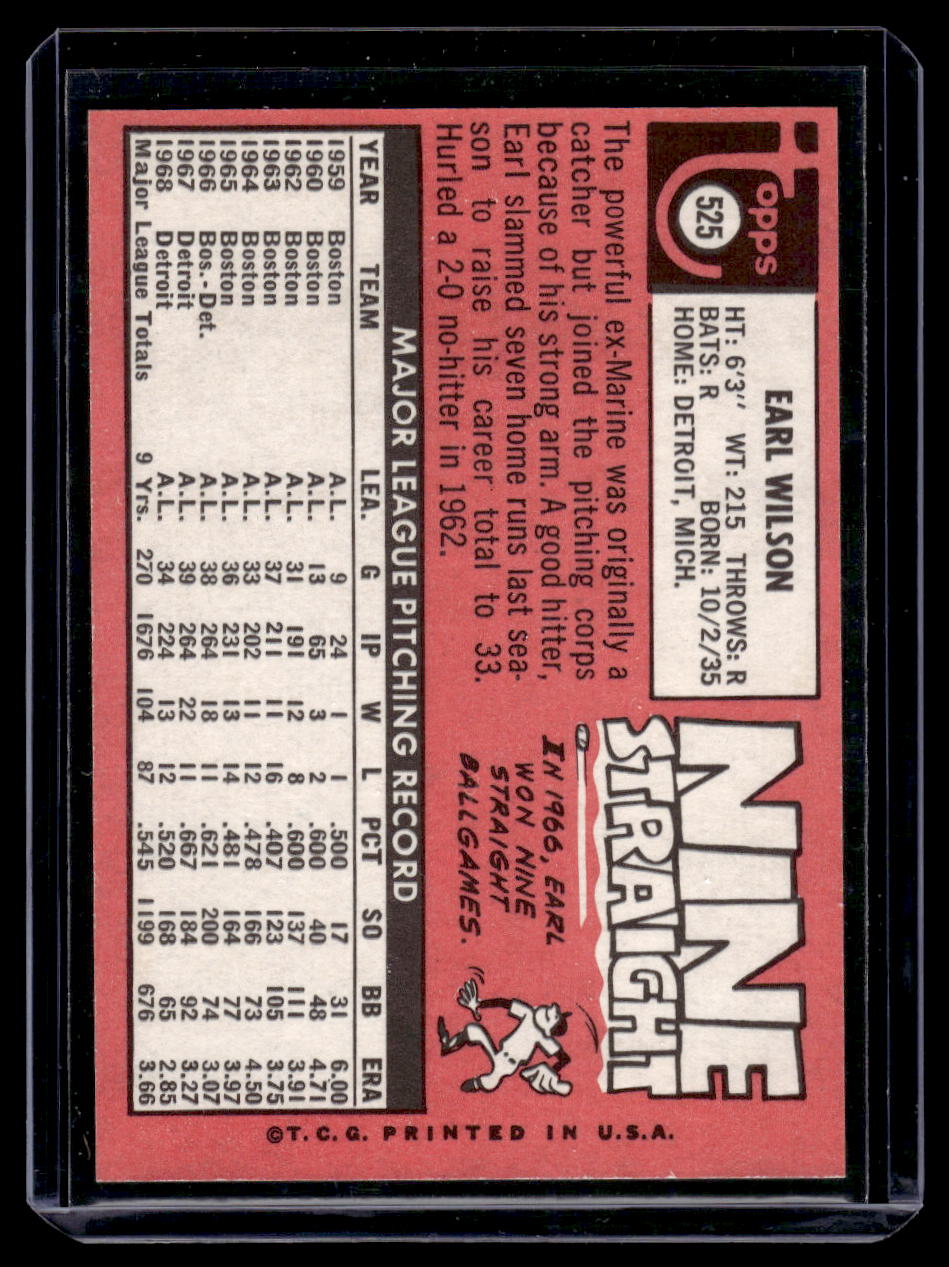 Topps
525
EARL WILSON
HT: 6'3'' WT: 215 THROWS: R
BATS: R BORN: 10/2/35
HOME: DETROIT, MICH.
The powerful ex-Marine was originally a
catcher but joined the pitching corps
because of his strong arm. A good hitter,
Earl slammed seven home runs last sea-
son to raise his career total to 33.
Hurled a 2-0 no-hitter in 1962.
NINE
STRAIGHT
IN 1966, EARL
WON NINE
STRAIGHT
BALLGAMES.
MAJOR LEAGUE PITCHING RECORD
YEAR TEAM LEA. G IP W L PCT SO BB ERA
1959 Boston A.L. 9 24 1 1 .500 17 31 6.00
1960 Boston A.L. 13 65 3 2 .600 40 48 4.71
1962 Boston A.L. 31 191 12 8 .600 137 111 3.91
1963 Boston A.L. 37 211 11 16 .407 123 105 3.75
1964 Boston A.L. 33 202 11 12 .478 166 73 4.50
1965 Boston A.L. 36 231 13 14 .481 164 77 3.97
1966 Bos.-Det. A.L. 38 264 18 11 .621 200 74 3.07
1967 Detroit A.L. 39 264 22 11 .667 184 92 3.27
1968 Detroit A.L. 34 224 13 12 .520 168 65 2.85
Major League Totals 9 Yrs. 270 1676 104 87 .545 1199 676 3.66
©T.C.G. PRINTED IN U.S.A.